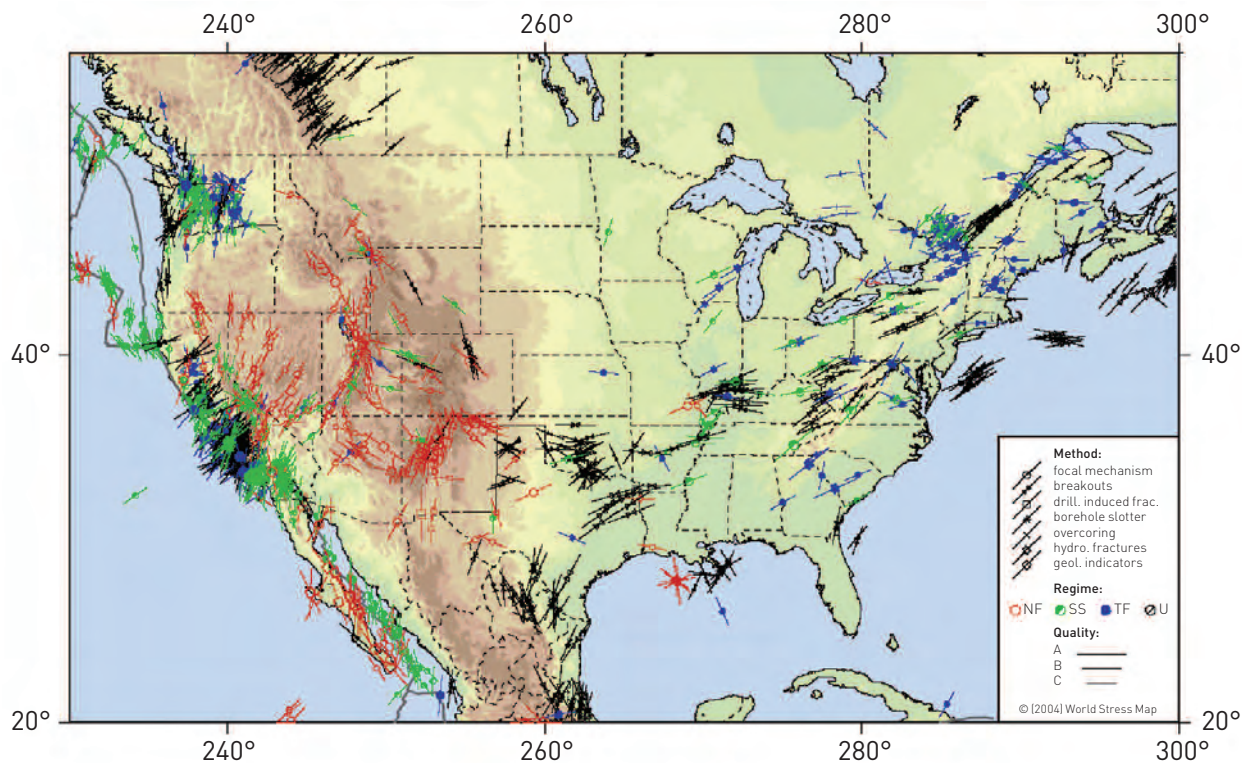 240° 260° 280° 300°
40° 40°
Method:
focal mechanism
breakouts
drill. induced frac.
borehole slotter
overcoring
hydro. fractures
geol. indicators
Regime:
NF SS TF U
Quality:
A
B
C
© (2004) World Stress Map
20° 20°
240° 260° 280° 300°